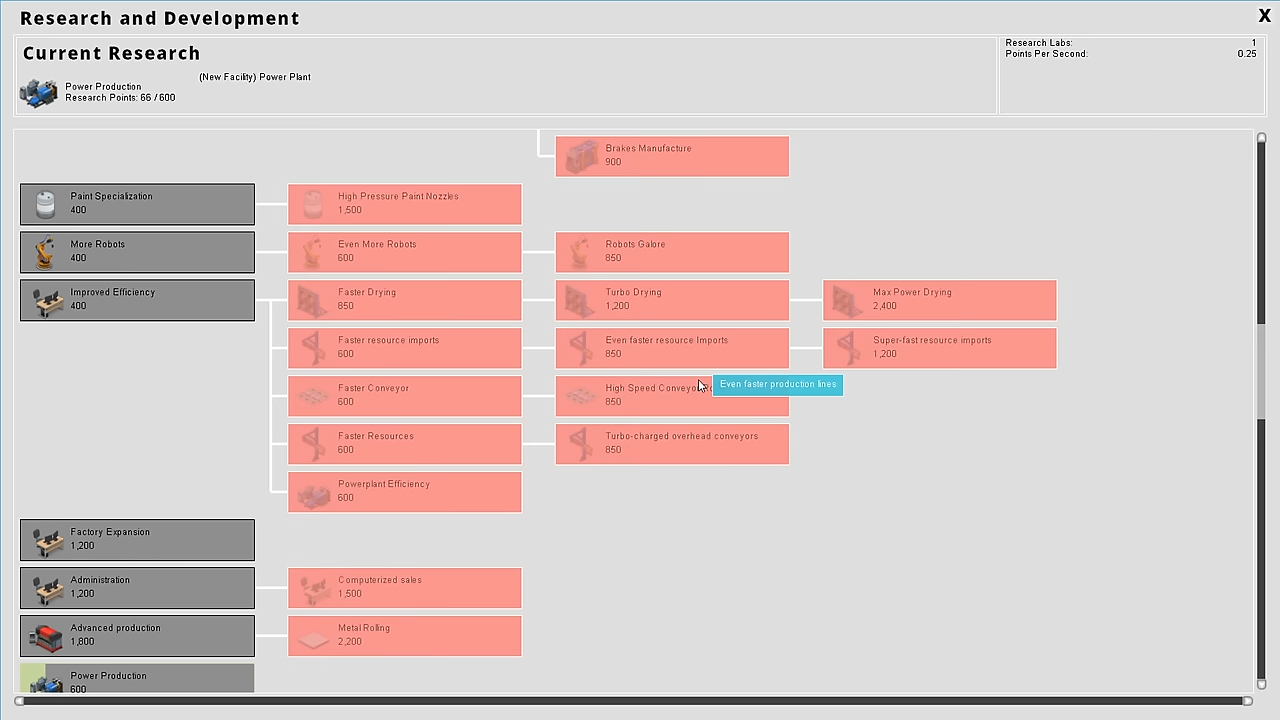 Research and Development
X
Current Research
(New Facility) Power Plant
Power Production
Research Points: 66 / 600
Research Labs: 1
Points Per Second: 0.25
Brakes Manufacture
900
Paint Specialization
400
High Pressure Paint Nozzles
1,500
More Robots
400
Even More Robots
600
Robots Galore
850
Improved Efficiency
400
Faster Drying
850
Turbo Drying
1,200
Max Power Drying
2,400
Faster resource imports
600
Even faster resource Imports
850
Super-fast resource imports
1,200
Faster Conveyor
600
High Speed Conveyor
850
Even faster production lines
Faster Resources
600
Turbo-charged overhead conveyors
850
Powerplant Efficiency
600
Factory Expansion
1,200
Administration
1,200
Computerized sales
1,500
Advanced production
1,800
Metal Rolling
2,200
Power Production
600